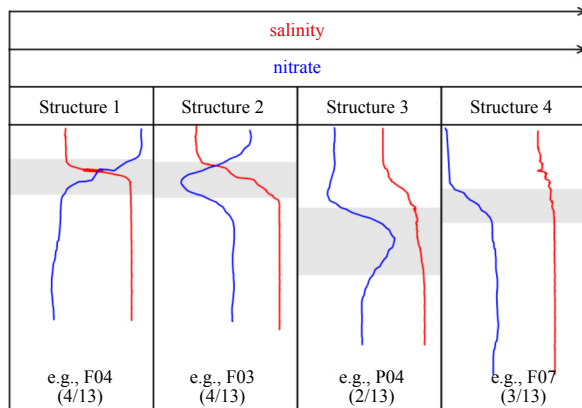 salinity
nitrate
Structure 1 Structure 2 Structure 3 Structure 4
e.g., F04 e.g., F03 e.g., P04 e.g., F07
(4/13) (4/13) (2/13) (3/13)